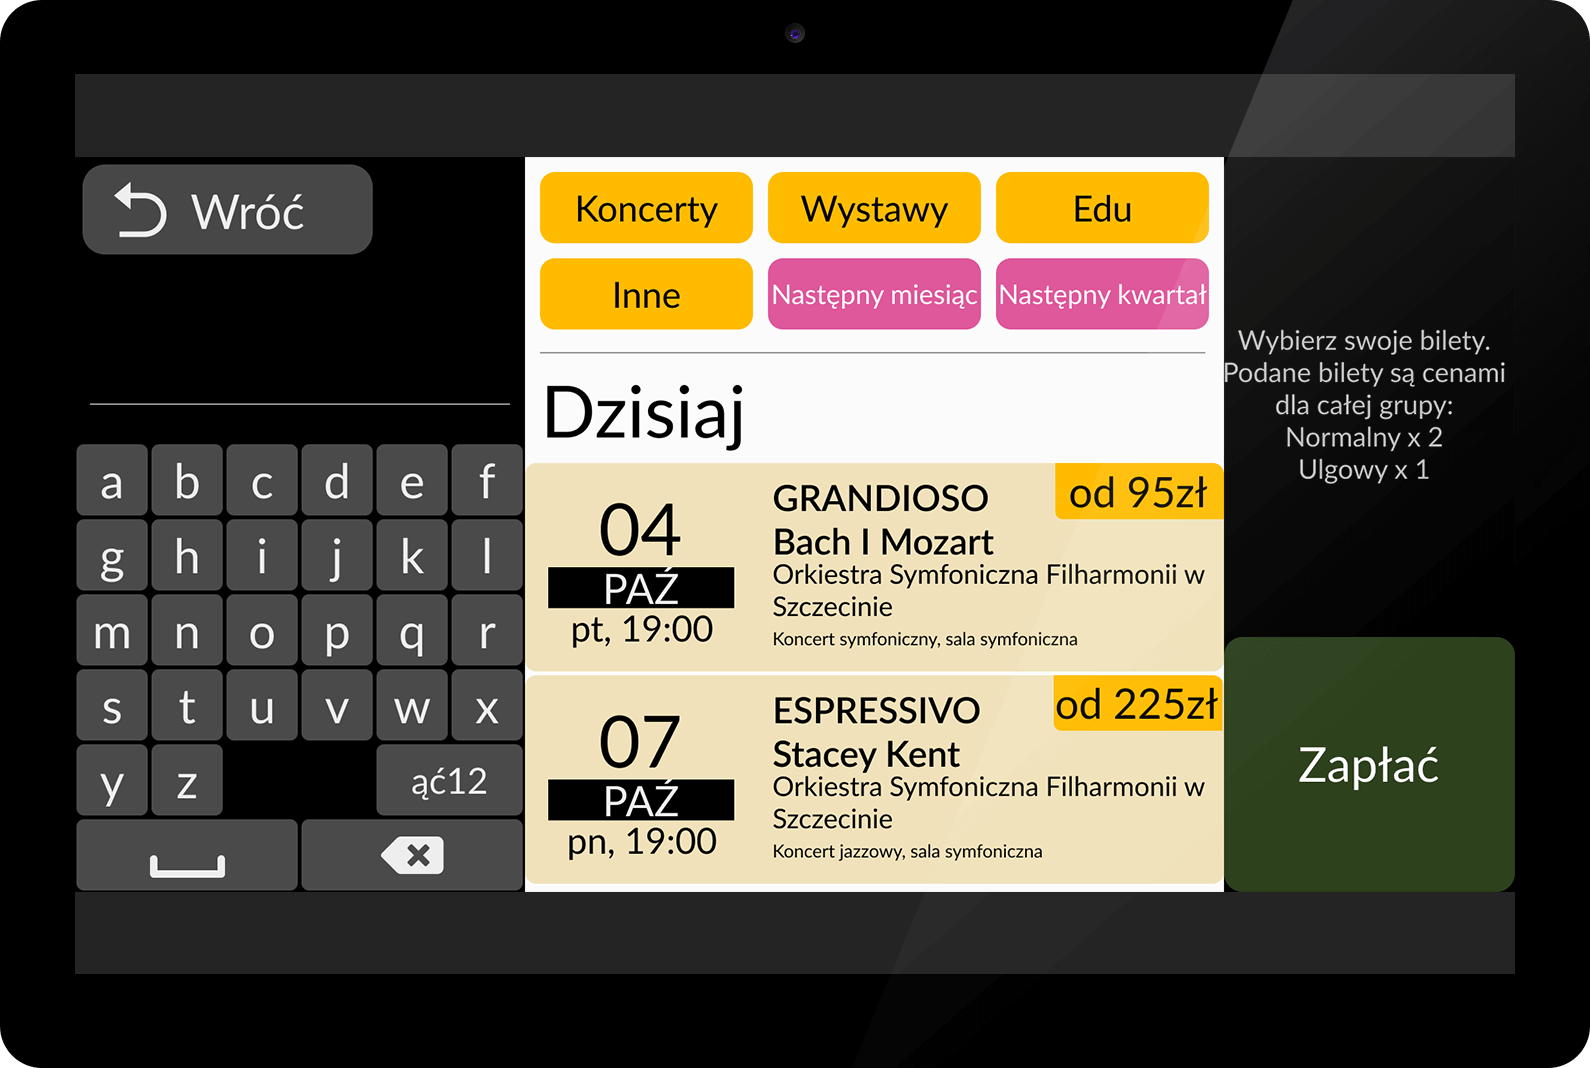 Wróć
a b c d e f
g h i j k l
m n o p q r
s t u v w x
y z ąć12
Koncerty
Wystawy
Edu
Inne
Następny miesiąc
Następny kwartał
Dzisiaj
04
PAŹ
pt, 19:00
GRANDIOSO
od 95zł
Bach I Mozart
Orkiestra Symfoniczna Filharmonii w
Szczecinie
Koncert symfoniczny, sala symfoniczna
07
PAŹ
pn, 19:00
ESPRESSIVO
od 225zł
Stacey Kent
Orkiestra Symfoniczna Filharmonii w
Szczecinie
Koncert jazzowy, sala symfoniczna
Wybierz swoje bilety.
Podane bilety są cenami
dla całej grupy:
Normalny x 2
Ulgowy x 1
Zapłać